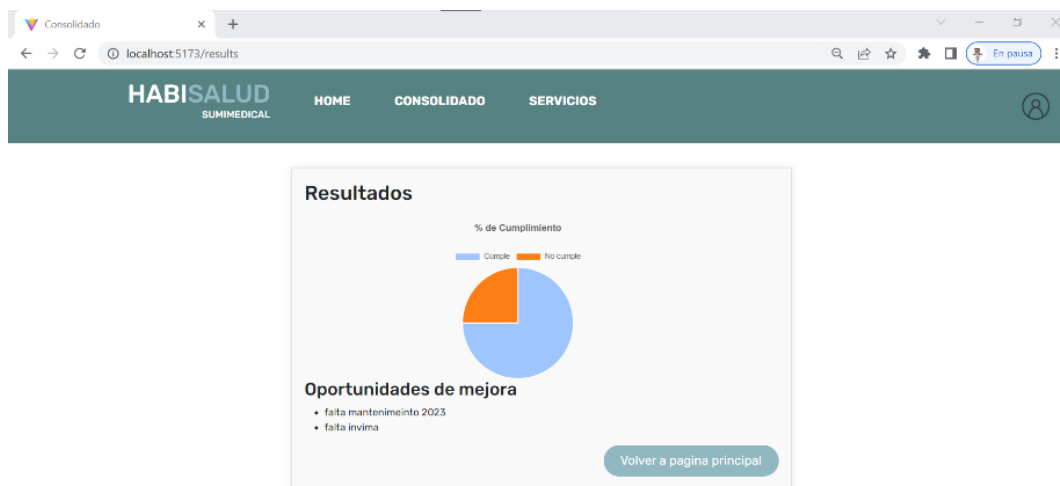 Consolidado
localhost:5173/results
En pausa
HABISALUD
SUMIMEDICAL
HOME CONSOLIDADO SERVICIOS
Resultados
% de Cumplimiento
Cumple No cumple
Oportunidades de mejora
• falta mantenimeinto 2023
• falta invima
Volver a pagina principal